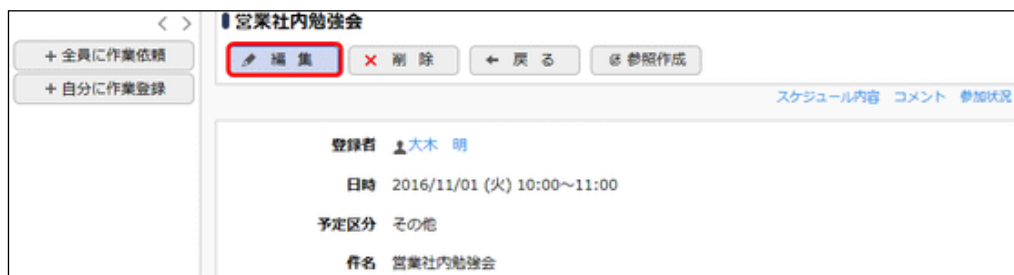 < >
+ 全員に作業依頼
+ 自分に作業登録
営業社内勉強会
編 集 削 除 戻 る 参照作成
スケジュール内容 コメント 参加状況
登録者 大木 明
日時 2016/11/01 (火) 10:00～11:00
予定区分 その他
件名 営業社内勉強会